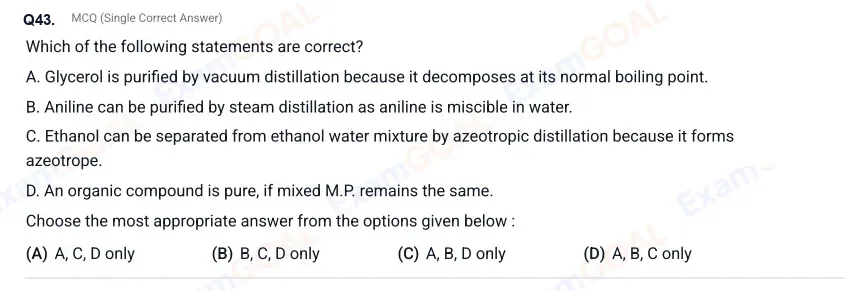 Q43. MCQ (Single Correct Answer)
Which of the following statements are correct?
A. Glycerol is purified by vacuum distillation because it decomposes at its normal boiling point.
B. Aniline can be purified by steam distillation as aniline is miscible in water.
C. Ethanol can be separated from ethanol water mixture by azeotropic distillation because it forms
azeotrope.
D. An organic compound is pure, if mixed M.P. remains the same.
Choose the most appropriate answer from the options given below :
(A) A, C, D only (B) B, C, D only (C) A, B, D only (D) A, B, C only